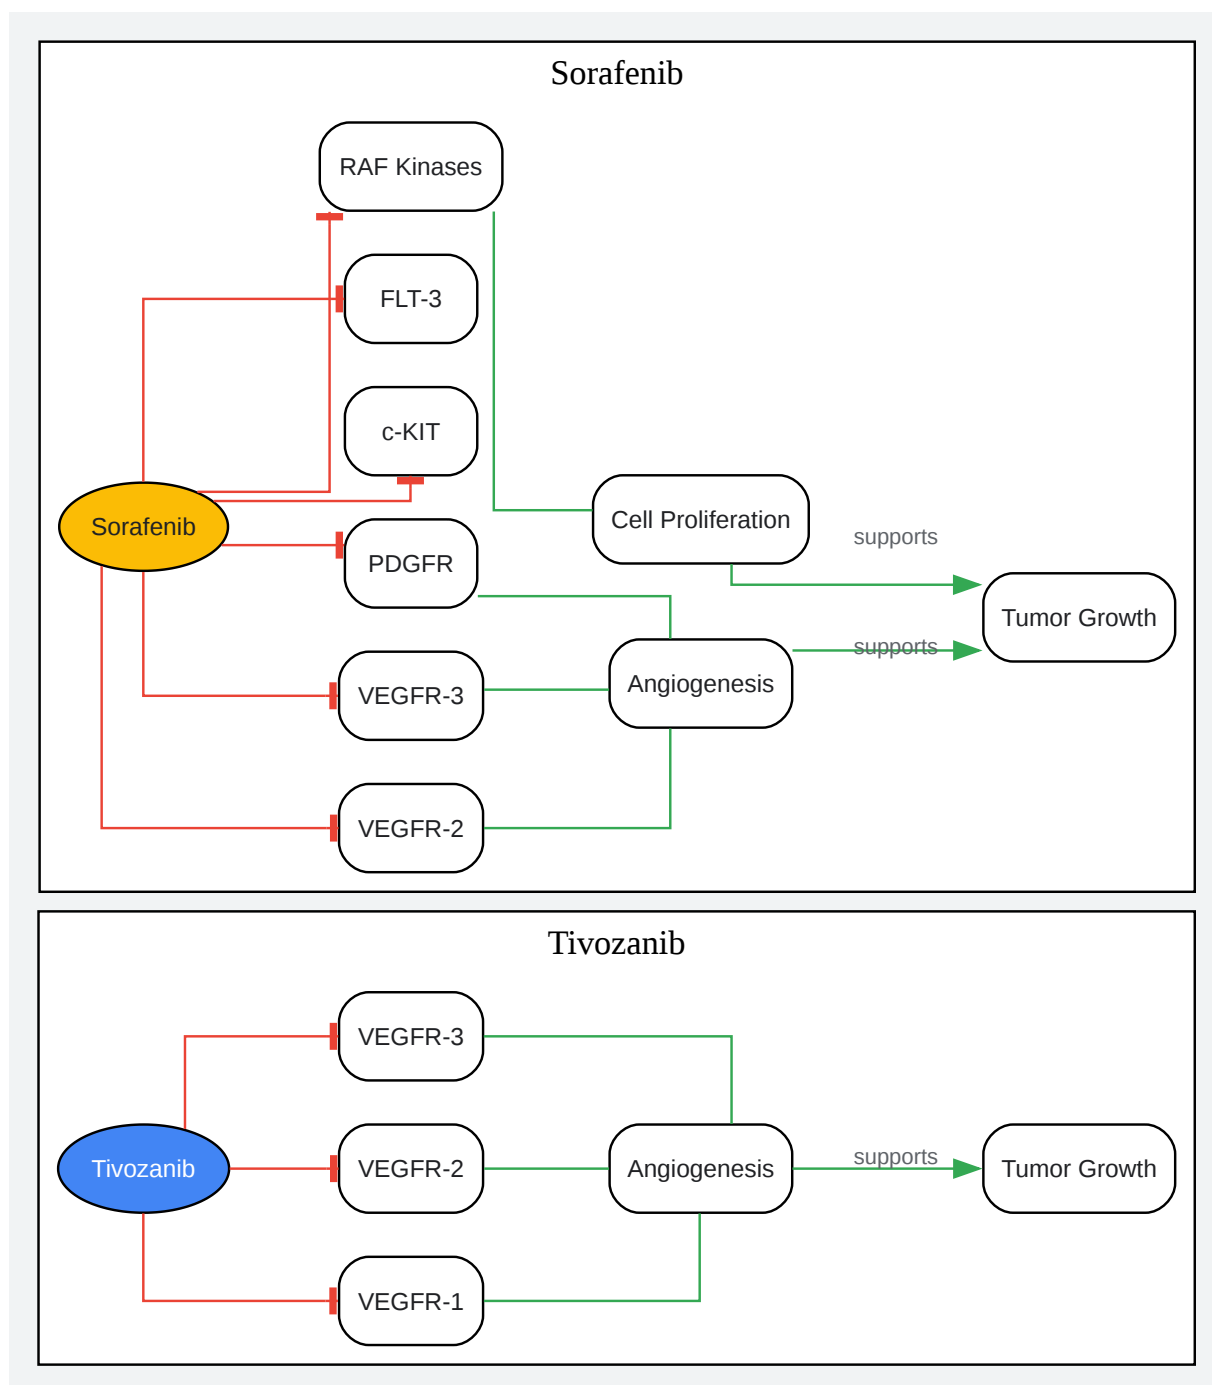 Sorafenib
RAF Kinases
FLT-3
c-KIT
Sorafenib
PDGFR
Cell Proliferation
supports
Tumor Growth
supports
VEGFR-3
Angiogenesis
VEGFR-2
Tivozanib
VEGFR-3
Tivozanib
VEGFR-2
Angiogenesis
supports
Tumor Growth
VEGFR-1